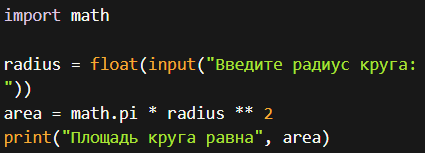 import math
radius = float(input("Введите радиус круга:
"))
area = math.pi * radius ** 2
print("Площадь круга равна", area)